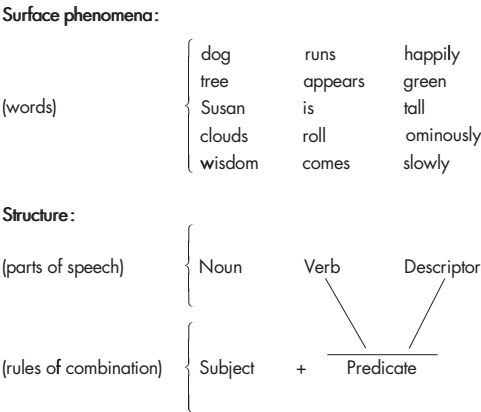 Surface phenomena:
dog runs happily
tree appears green
(words) Susan is tall
clouds roll ominously
wisdom comes slowly
Structure:
(parts of speech) Noun Verb Descriptor
(rules of combination) Subject + Predicate